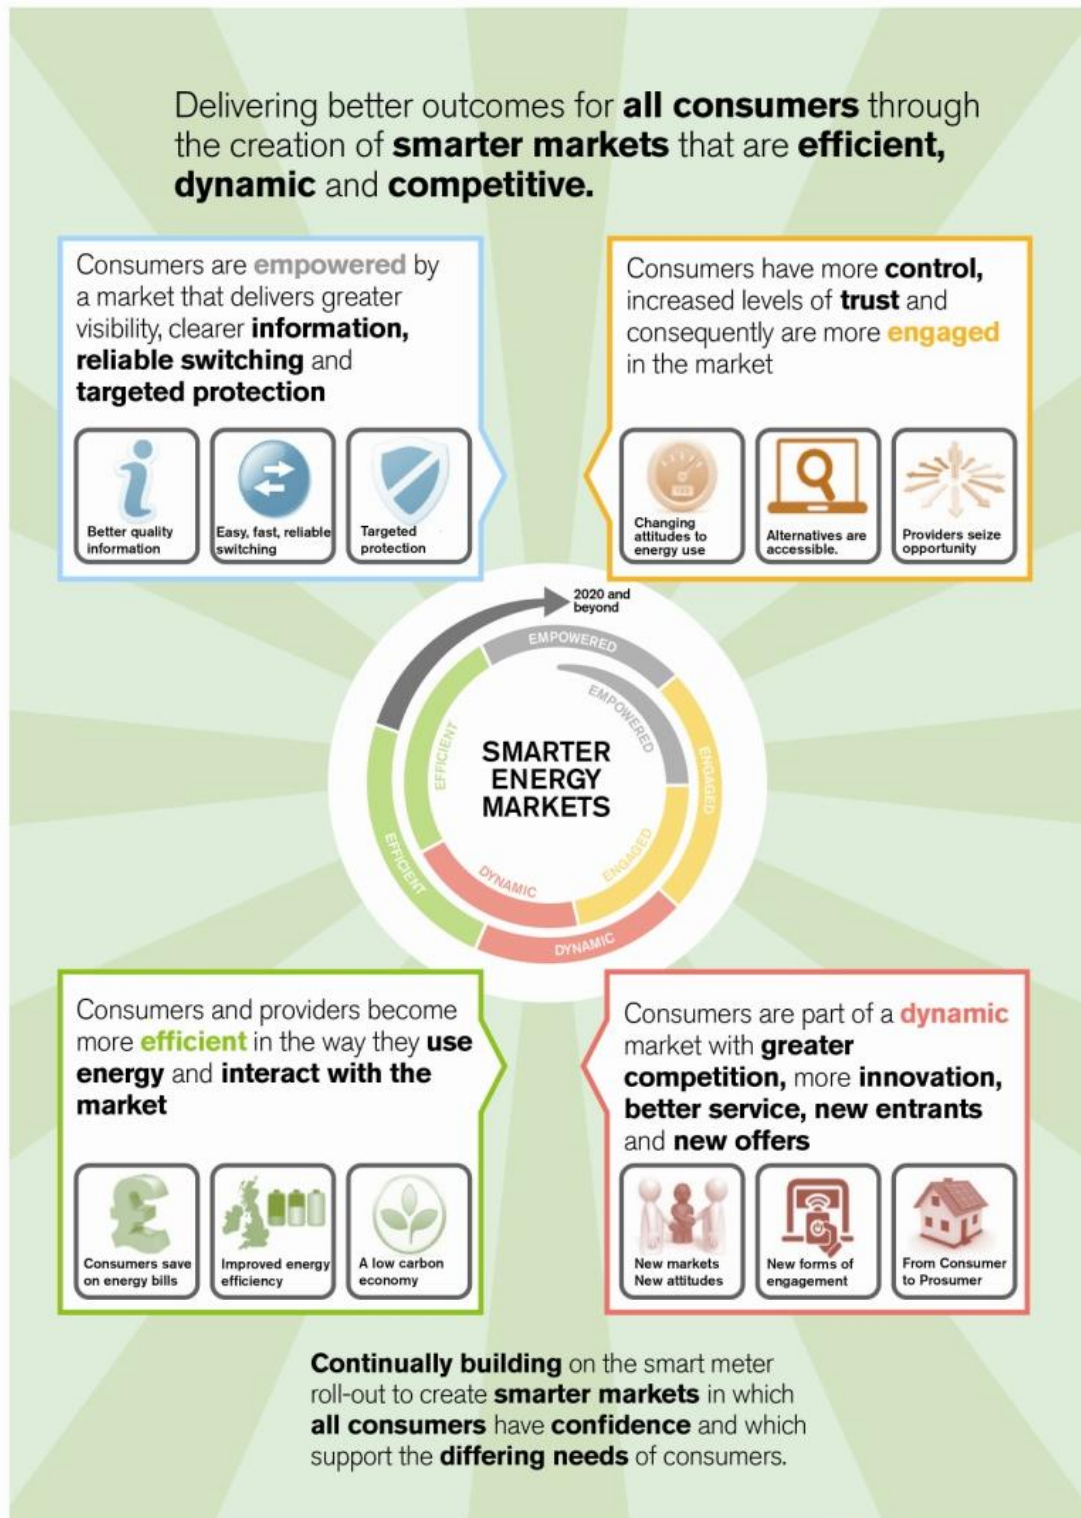 Delivering better outcomes for all consumers through
the creation of smarter markets that are efficient,
dynamic and competitive.
Consumers are empowered by
a market that delivers greater
visibility, clearer information,
reliable switching and
targeted protection
Better quality
information
Easy, fast, reliable
switching
Targeted
protection
Consumers have more control,
increased levels of trust and
consequently are more engaged
in the market
Changing
attitudes to
energy use
Alternatives are
accessible.
Providers seize
opportunity
2020 and
beyond
EMPOWERED
EMPOWERED
ENGAGED
ENGAGED
DYNAMIC
DYNAMIC
EFFICIENT
EFFICIENT
SMARTER
ENERGY
MARKETS
Consumers and providers become
more efficient in the way they use
energy and interact with the
market
Consumers save
on energy bills
Improved energy
efficiency
A low carbon
economy
Consumers are part of a dynamic
market with greater
competition, more innovation,
better service, new entrants
and new offers
New markets
New attitudes
New forms of
engagement
From Consumer
to Prosumer
Continually building on the smart meter
roll-out to create smarter markets in which
all consumers have confidence and which
support the differing needs of consumers.